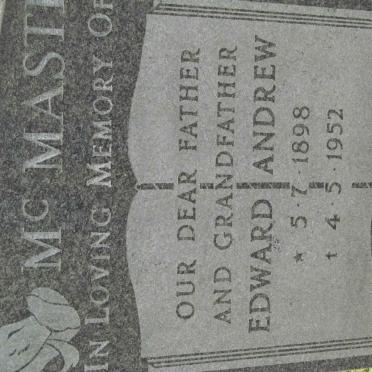 MC MAST
IN LOVING MEMORY OF
OUR DEAR FATHER
AND GRANDFATHER
EDWARD ANDREW
* 5·7·1898
† 4·5·1952